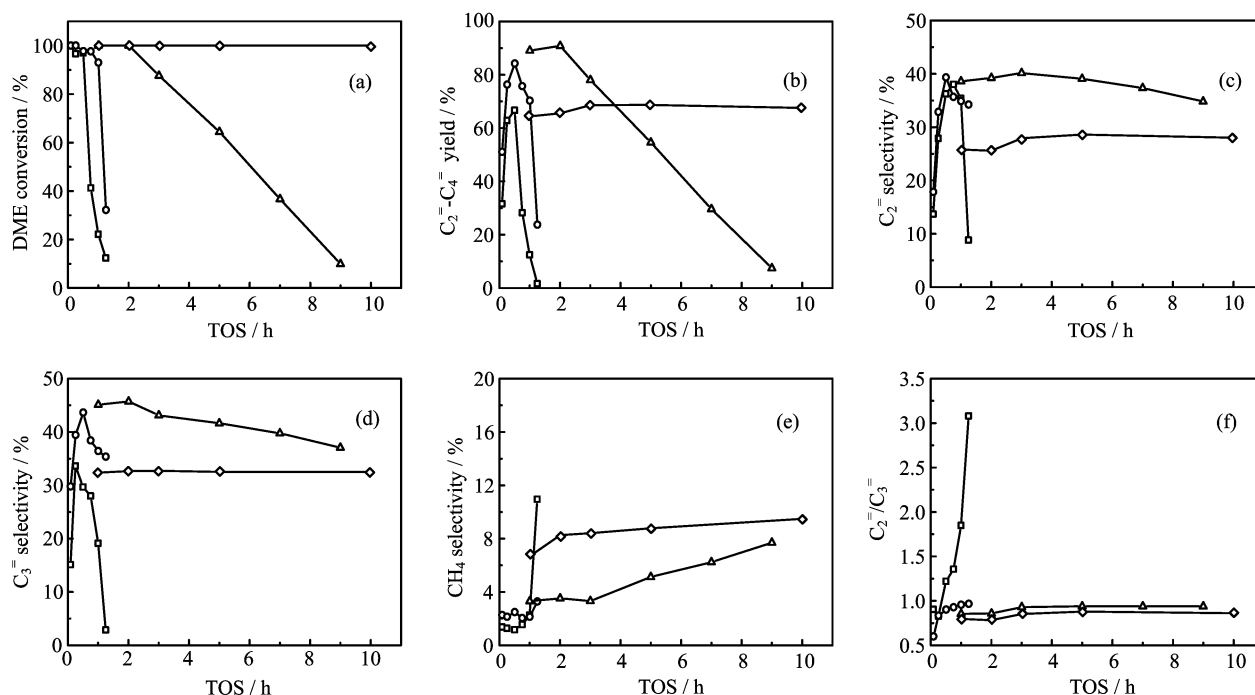 100
80
60
40
20
0
0 2 4 6 8 10
DME conversion / %
TOS / h
(a)
100
80
60
40
20
0
0 2 4 6 8 10
C₂⁼-C₄⁼ yield / %
TOS / h
(b)
50
40
30
20
10
0
0 2 4 6 8 10
C₂⁼ selectivity / %
TOS / h
(c)
50
40
30
20
10
0
0 2 4 6 8 10
C₃⁼ selectivity / %
TOS / h
(d)
20
16
12
8
4
0
0 2 4 6 8 10
CH₄ selectivity / %
TOS / h
(e)
3.5
3.0
2.5
2.0
1.5
1.0
0.5
0 2 4 6 8 10
C₂⁼/C₃⁼
TOS / h
(f)